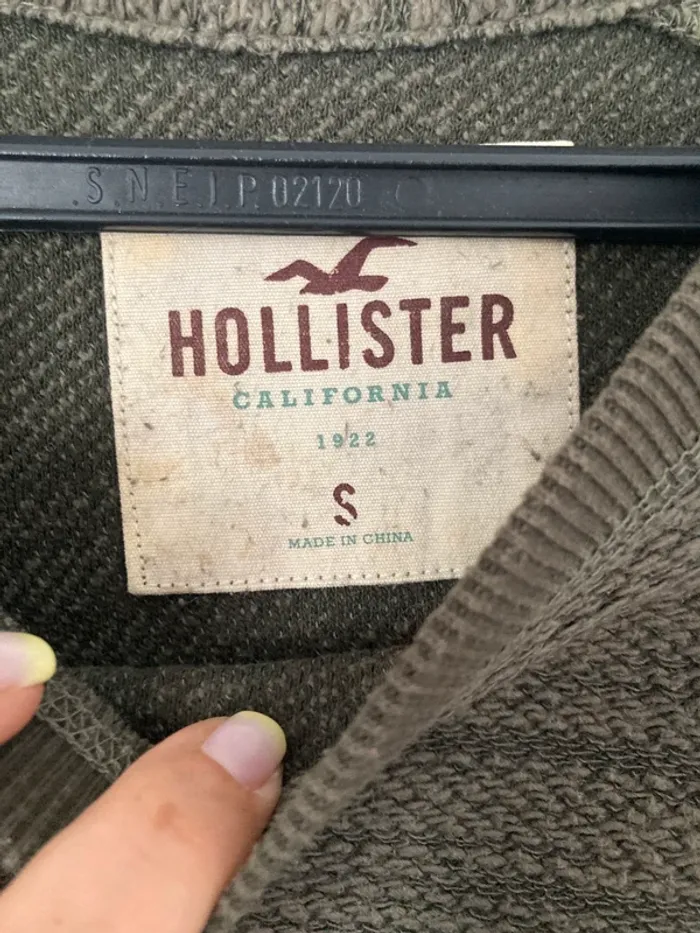 S.N.E.I.P. 02120
HOLLISTER
CALIFORNIA
1922
S
MADE IN CHINA